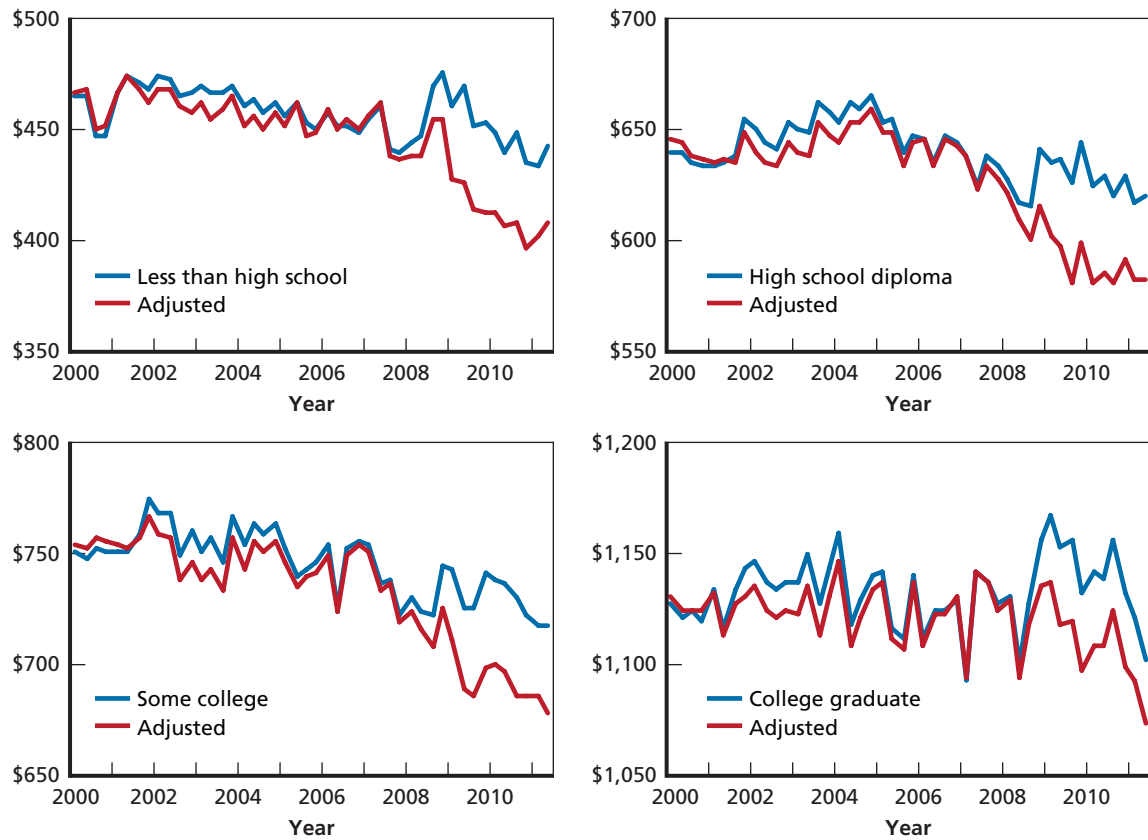 $500
$450
$400
$350
Less than high school
Adjusted
2000 2002 2004 2006 2008 2010
Year
$700
$650
$600
$550
High school diploma
Adjusted
2000 2002 2004 2006 2008 2010
Year
$800
$750
$700
$650
Some college
Adjusted
2000 2002 2004 2006 2008 2010
Year
$1,200
$1,150
$1,100
$1,050
College graduate
Adjusted
2000 2002 2004 2006 2008 2010
Year